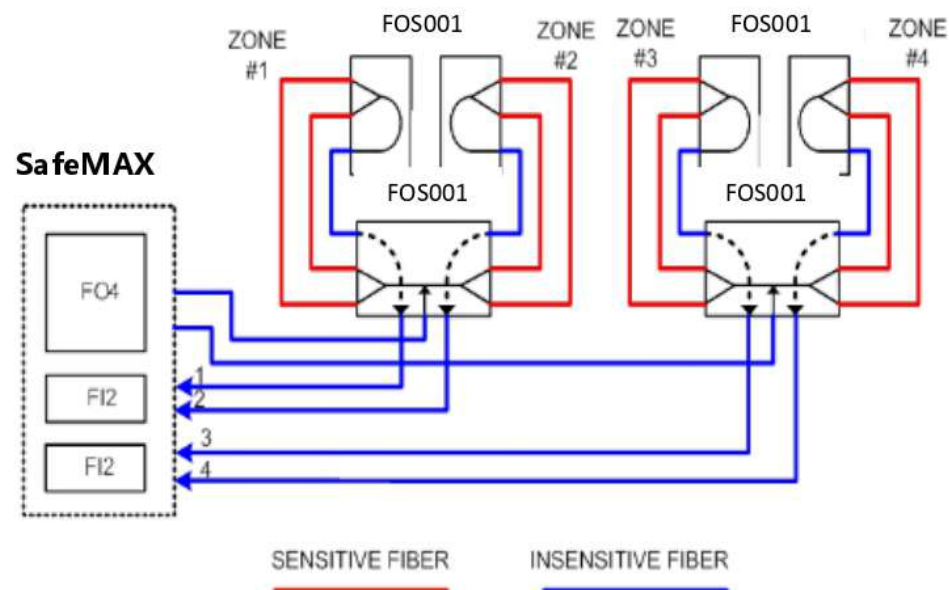 FOS001
FOS001
ZONE
#1
ZONE
#2
ZONE
#3
ZONE
#4
SafeMAX
FOS001
FOS001
FO4
FI2
FI2
1
2
3
4
SENSITIVE FIBER
INSENSITIVE FIBER